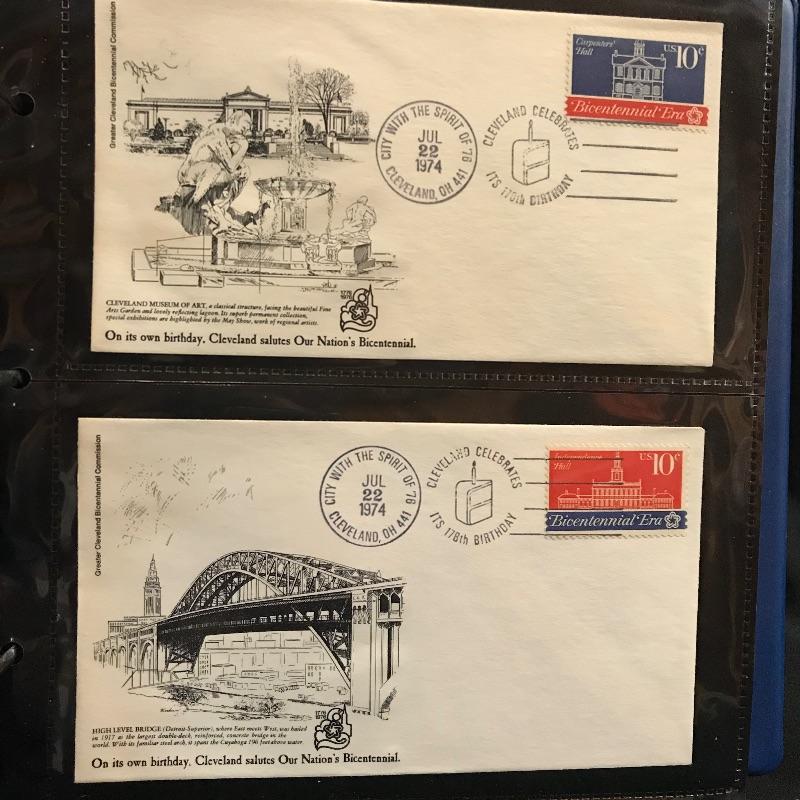 Greater Cleveland Bicentennial Commission
Carpenters'
Hall
U.S. 10c
Bicentennial Era
CITY WITH THE SPIRIT OF '76
JUL
22
1974
CLEVELAND, OH 441
CLEVELAND CELEBRATES
ITS 178th BIRTHDAY
CLEVELAND MUSEUM OF ART, a classical structure, facing the beautiful Fine
Arts Garden and lovely reflecting lagoon. Its superb permanent collection,
special exhibitions are highlighted by the May Show, work of regional artists.
1776
1976
On its own birthday, Cleveland salutes Our Nation's Bicentennial.
Greater Cleveland Bicentennial Commission
Independence
Hall
U.S. 10c
Bicentennial Era
CITY WITH THE SPIRIT OF '76
JUL
22
1974
CLEVELAND, OH 441
CLEVELAND CELEBRATES
ITS 178th BIRTHDAY
HIGH LEVEL BRIDGE (Detroit-Superior), where East meets West, was hailed
in 1917 as the largest double-deck, reinforced, concrete bridge in the
world. With its familiar steel arch, it spans the Cuyahoga 196 feet above water.
1776
1976
On its own birthday, Cleveland salutes Our Nation's Bicentennial.